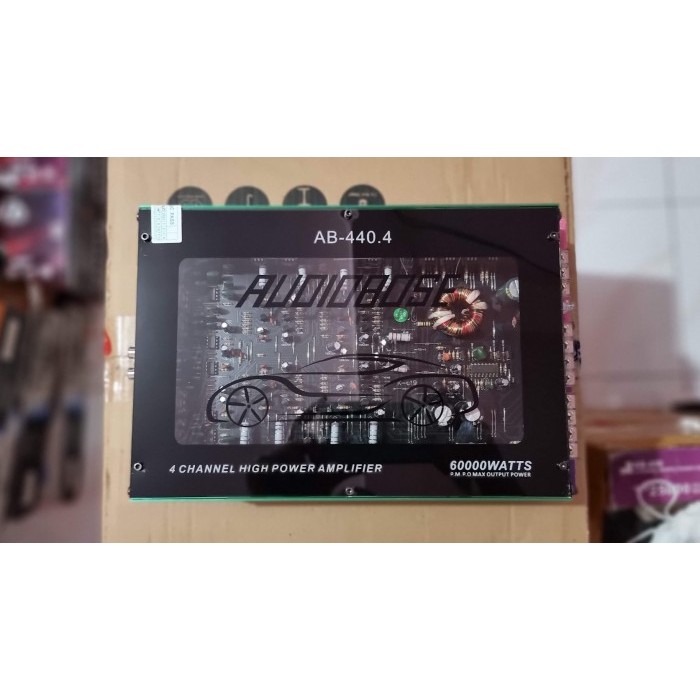 AB-440.4
AUDIOBOSE
4 CHANNEL HIGH POWER AMPLIFIER
60000WATTS
P.M.P.O MAX OUTPUT POWER